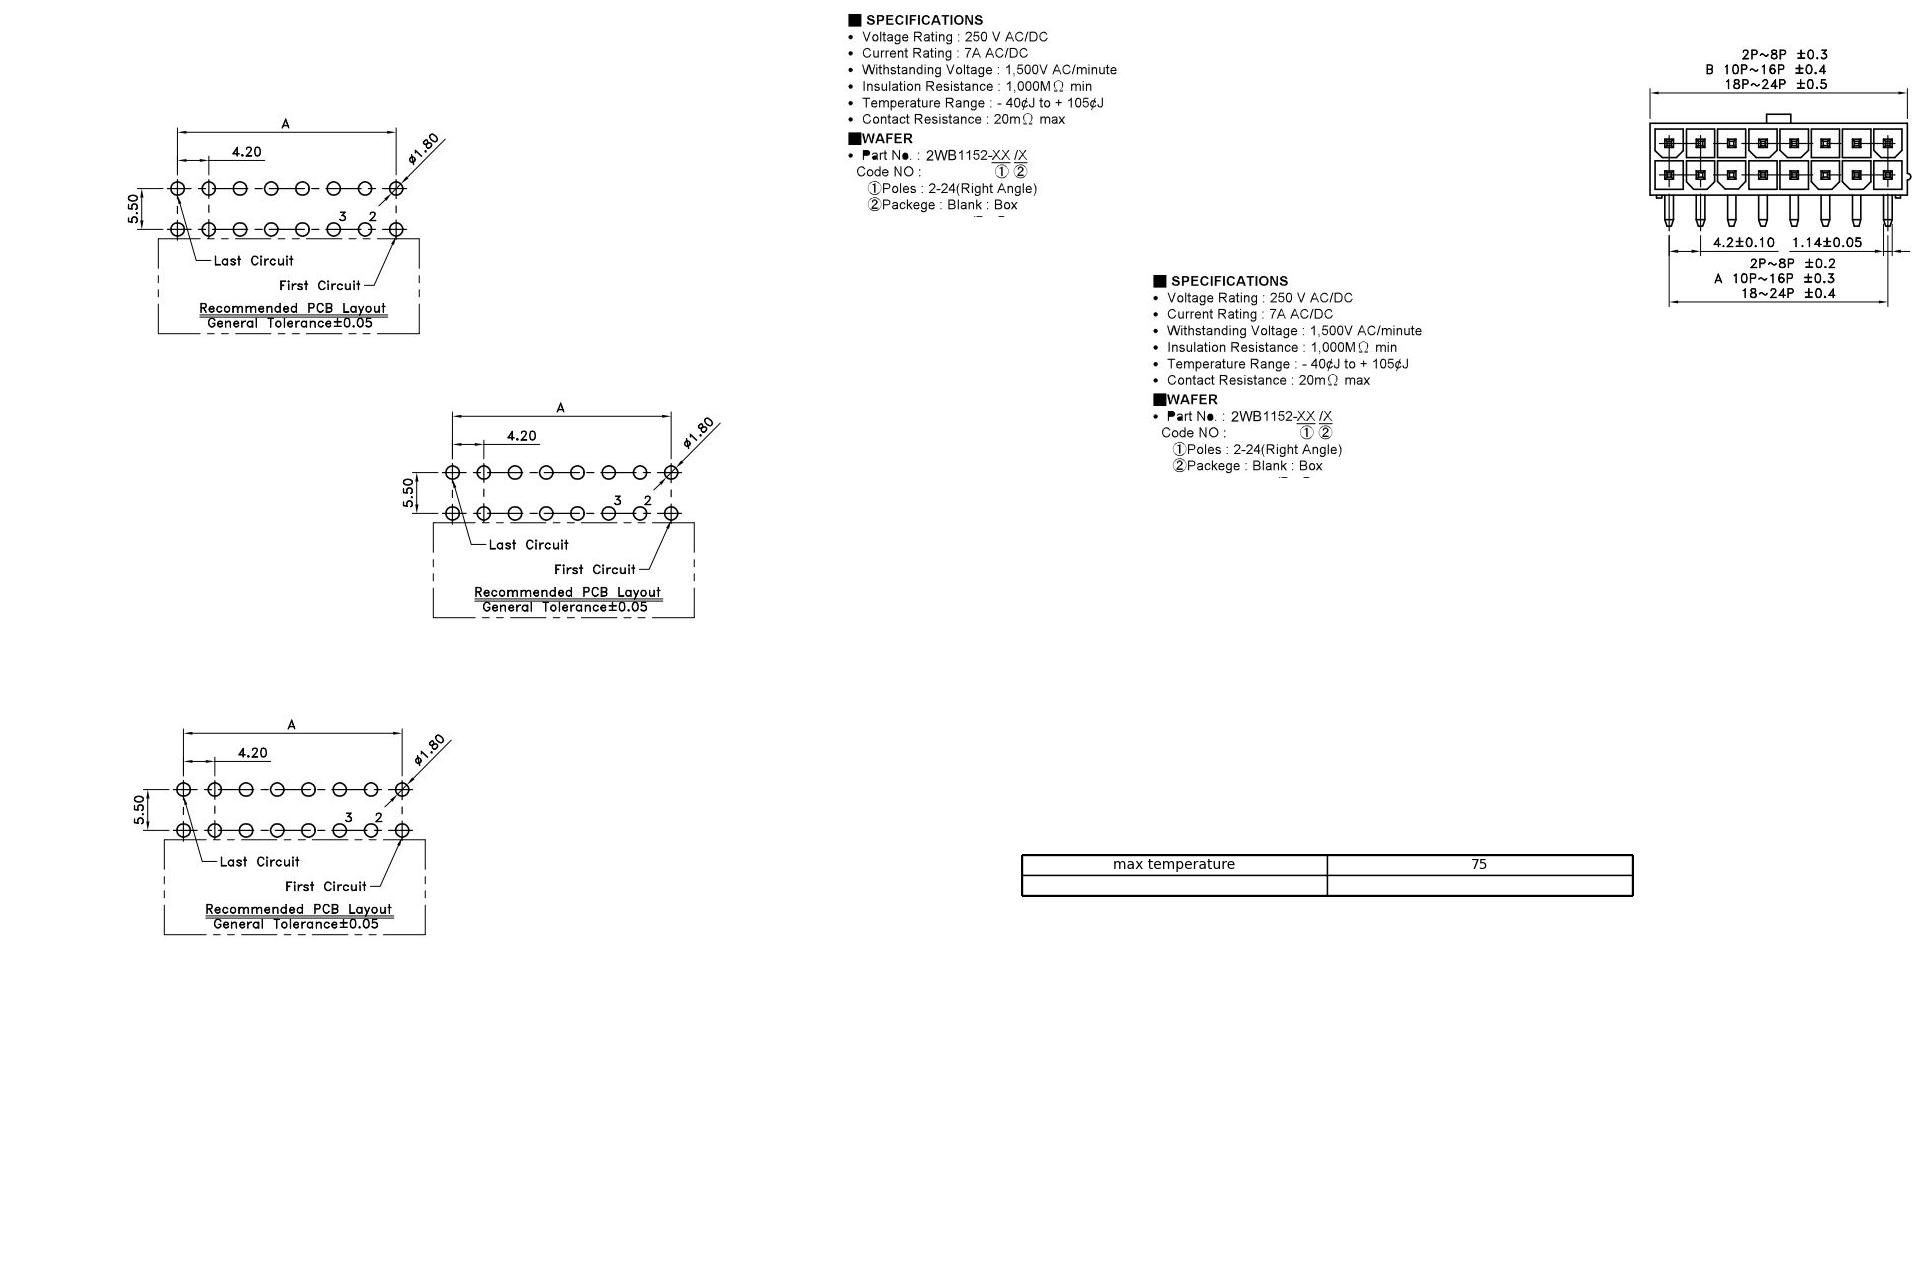 ■ SPECIFICATIONS
• Voltage Rating : 250 V AC/DC
• Current Rating : 7A AC/DC
• Withstanding Voltage : 1,500V AC/minute
• Insulation Resistance : 1,000MΩ min
• Temperature Range : - 40¢J to + 105¢J
• Contact Resistance : 20mΩ max
■WAFER
• Part No. : 2WB1152-XX /X
Code NO : ① ②
①Poles : 2-24(Right Angle)
②Packege : Blank : Box
2P~8P ±0.3
B 10P~16P ±0.4
18P~24P ±0.5
4.2±0.10 1.14±0.05
2P~8P ±0.2
A 10P~16P ±0.3
18~24P ±0.4
A
4.20
ø1.80
5.50
3 2
Last Circuit
First Circuit
Recommended PCB Layout
General Tolerance±0.05
■ SPECIFICATIONS
• Voltage Rating : 250 V AC/DC
• Current Rating : 7A AC/DC
• Withstanding Voltage : 1,500V AC/minute
• Insulation Resistance : 1,000MΩ min
• Temperature Range : - 40¢J to + 105¢J
• Contact Resistance : 20mΩ max
■WAFER
• Part No. : 2WB1152-XX /X
Code NO : ① ②
①Poles : 2-24(Right Angle)
②Packege : Blank : Box
A
4.20
ø1.80
5.50
3 2
Last Circuit
First Circuit
Recommended PCB Layout
General Tolerance±0.05
A
4.20
ø1.80
5.50
3 2
Last Circuit
First Circuit
Recommended PCB Layout
General Tolerance±0.05
max temperature 75